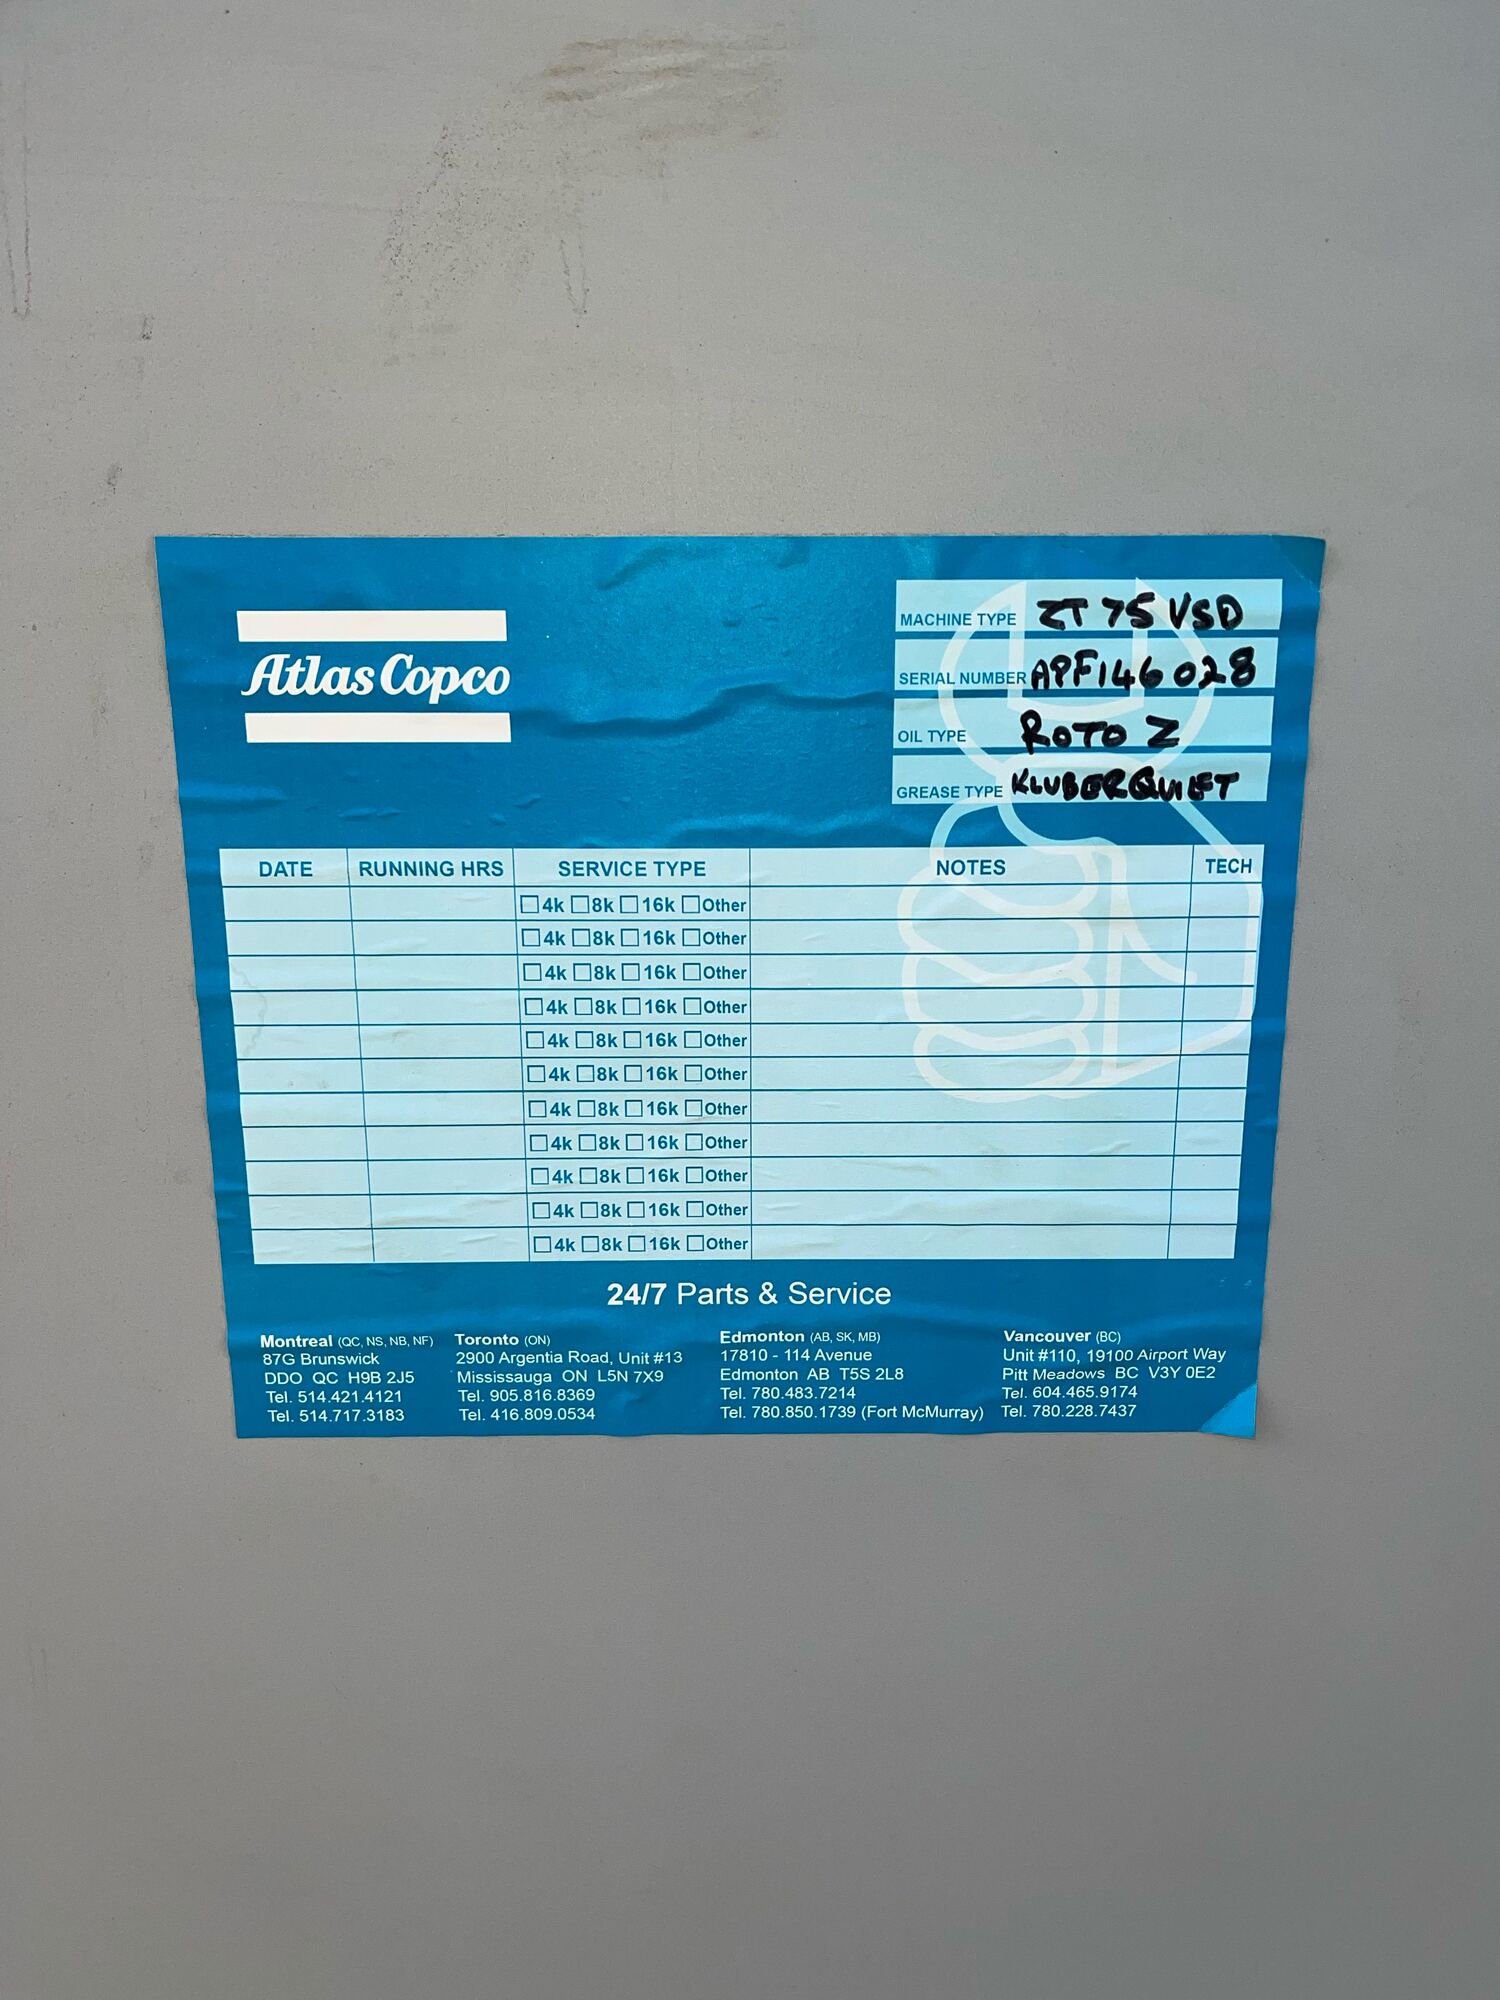 Atlas Copco
MACHINE TYPE ZT 75 VSD
SERIAL NUMBER APF146028
OIL TYPE ROTO Z
GREASE TYPE KLUBERQUIET
DATE RUNNING HRS SERVICE TYPE NOTES TECH
4k 8k 16k Other
4k 8k 16k Other
4k 8k 16k Other
4k 8k 16k Other
4k 8k 16k Other
4k 8k 16k Other
4k 8k 16k Other
4k 8k 16k Other
4k 8k 16k Other
4k 8k 16k Other
4k 8k 16k Other
24/7 Parts & Service
Montreal (QC, NS, NB, NF)
87G Brunswick
DDO QC H9B 2J5
Tel. 514.421.4121
Tel. 514.717.3183
Toronto (ON)
2900 Argentia Road, Unit #13
Mississauga ON L5N 7X9
Tel. 905.816.8369
Tel. 416.809.0534
Edmonton (AB, SK, MB)
17810 - 114 Avenue
Edmonton AB T5S 2L8
Tel. 780.483.7214
Tel. 780.850.1739 (Fort McMurray)
Vancouver (BC)
Unit #110, 19100 Airport Way
Pitt Meadows BC V3Y 0E2
Tel. 604.465.9174
Tel. 780.228.7437